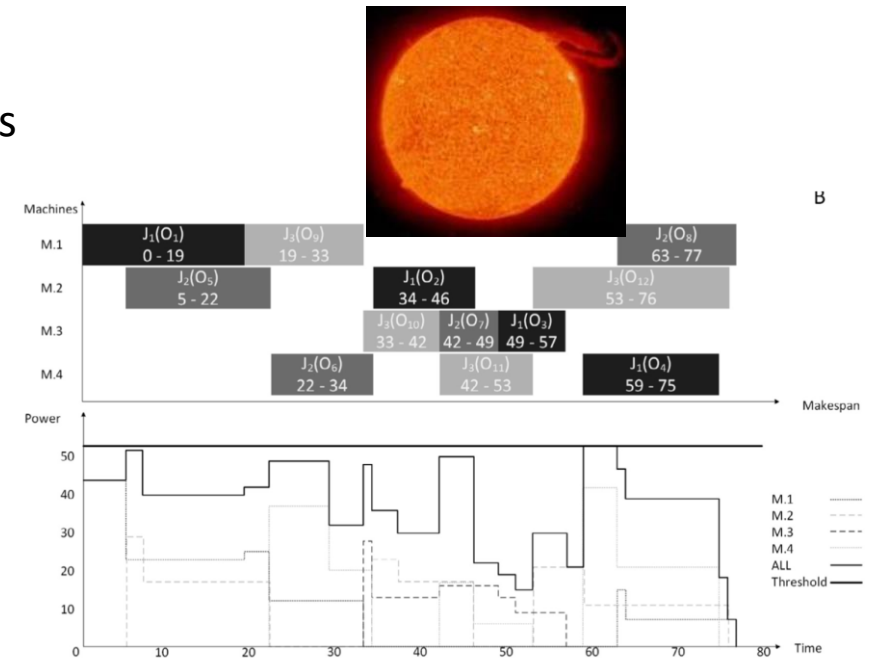 s
B
Machines
M.1
J₁(O₁)
0 - 19
J₃(O₉)
19 - 33
J₂(O₈)
63 - 77
M.2
J₂(O₅)
5 - 22
J₁(O₂)
34 - 46
J₃(O₁₂)
53 - 76
M.3
J₃(O₁₀)
33 - 42
J₂(O₇)
42 - 49
J₁(O₃)
49 - 57
M.4
J₂(O₆)
22 - 34
J₃(O₁₁)
42 - 53
J₁(O₄)
59 - 75
Makespan
Power
50
40
30
20
10
0 10 20 30 40 50 60 70 80 Time
M.1
M.2
M.3
M.4
ALL
Threshold